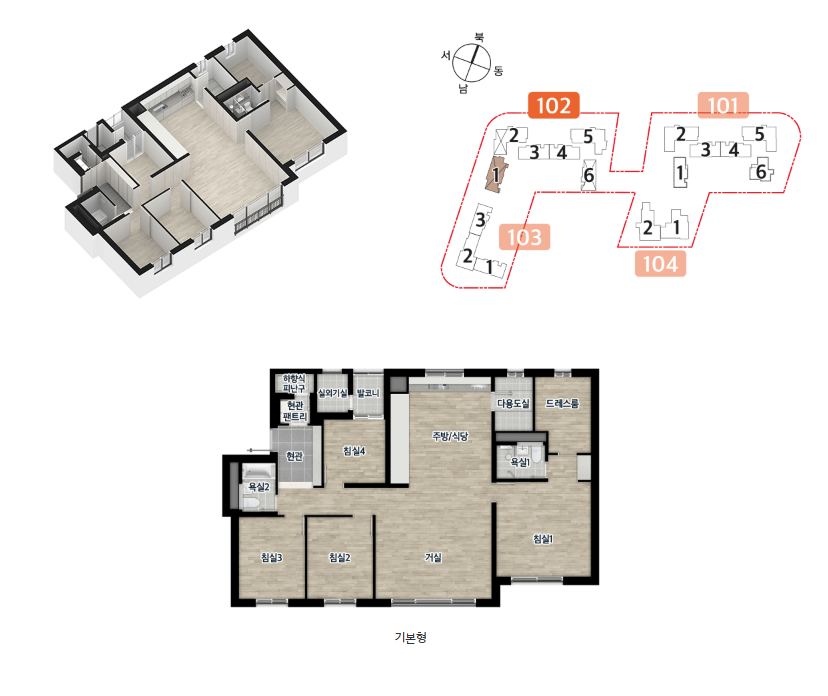 북
서
동
남
102
101
2
5
3
4
1
6
2
5
3
4
1
6
3
103
2
1
2
1
104
하향식
피난구
실외기실
발코니
현관
팬트리
다용도실
드레스룸
주방/식당
현관
침실4
욕실1
욕실2
침실3
침실2
거실
침실1
기본형